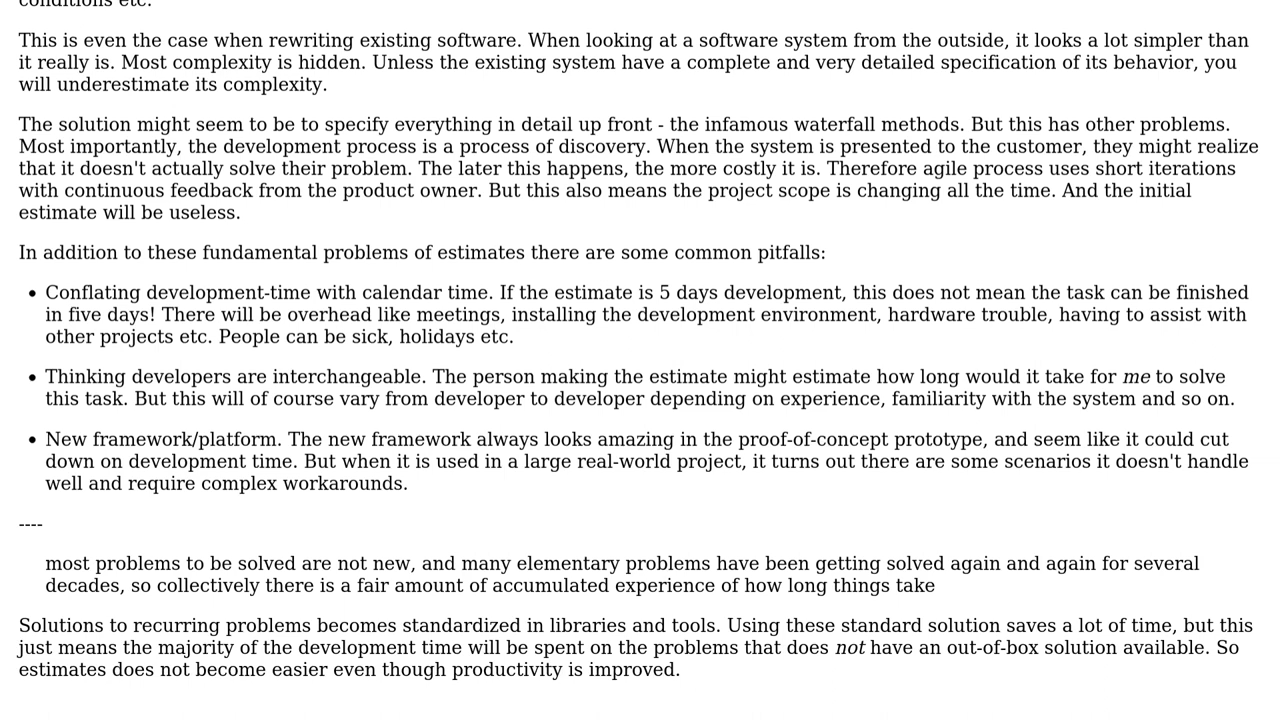 conditions etc.
This is even the case when rewriting existing software. When looking at a software system from the outside, it looks a lot simpler than
it really is. Most complexity is hidden. Unless the existing system have a complete and very detailed specification of its behavior, you
will underestimate its complexity.
The solution might seem to be to specify everything in detail up front - the infamous waterfall methods. But this has other problems.
Most importantly, the development process is a process of discovery. When the system is presented to the customer, they might realize
that it doesn't actually solve their problem. The later this happens, the more costly it is. Therefore agile process uses short iterations
with continuous feedback from the product owner. But this also means the project scope is changing all the time. And the initial
estimate will be useless.
In addition to these fundamental problems of estimates there are some common pitfalls:
• Conflating development-time with calendar time. If the estimate is 5 days development, this does not mean the task can be finished
in five days! There will be overhead like meetings, installing the development environment, hardware trouble, having to assist with
other projects etc. People can be sick, holidays etc.
• Thinking developers are interchangeable. The person making the estimate might estimate how long would it take for me to solve
this task. But this will of course vary from developer to developer depending on experience, familiarity with the system and so on.
• New framework/platform. The new framework always looks amazing in the proof-of-concept prototype, and seem like it could cut
down on development time. But when it is used in a large real-world project, it turns out there are some scenarios it doesn't handle
well and require complex workarounds.
----
most problems to be solved are not new, and many elementary problems have been getting solved again and again for several
decades, so collectively there is a fair amount of accumulated experience of how long things take
Solutions to recurring problems becomes standardized in libraries and tools. Using these standard solution saves a lot of time, but this
just means the majority of the development time will be spent on the problems that does not have an out-of-box solution available. So
estimates does not become easier even though productivity is improved.